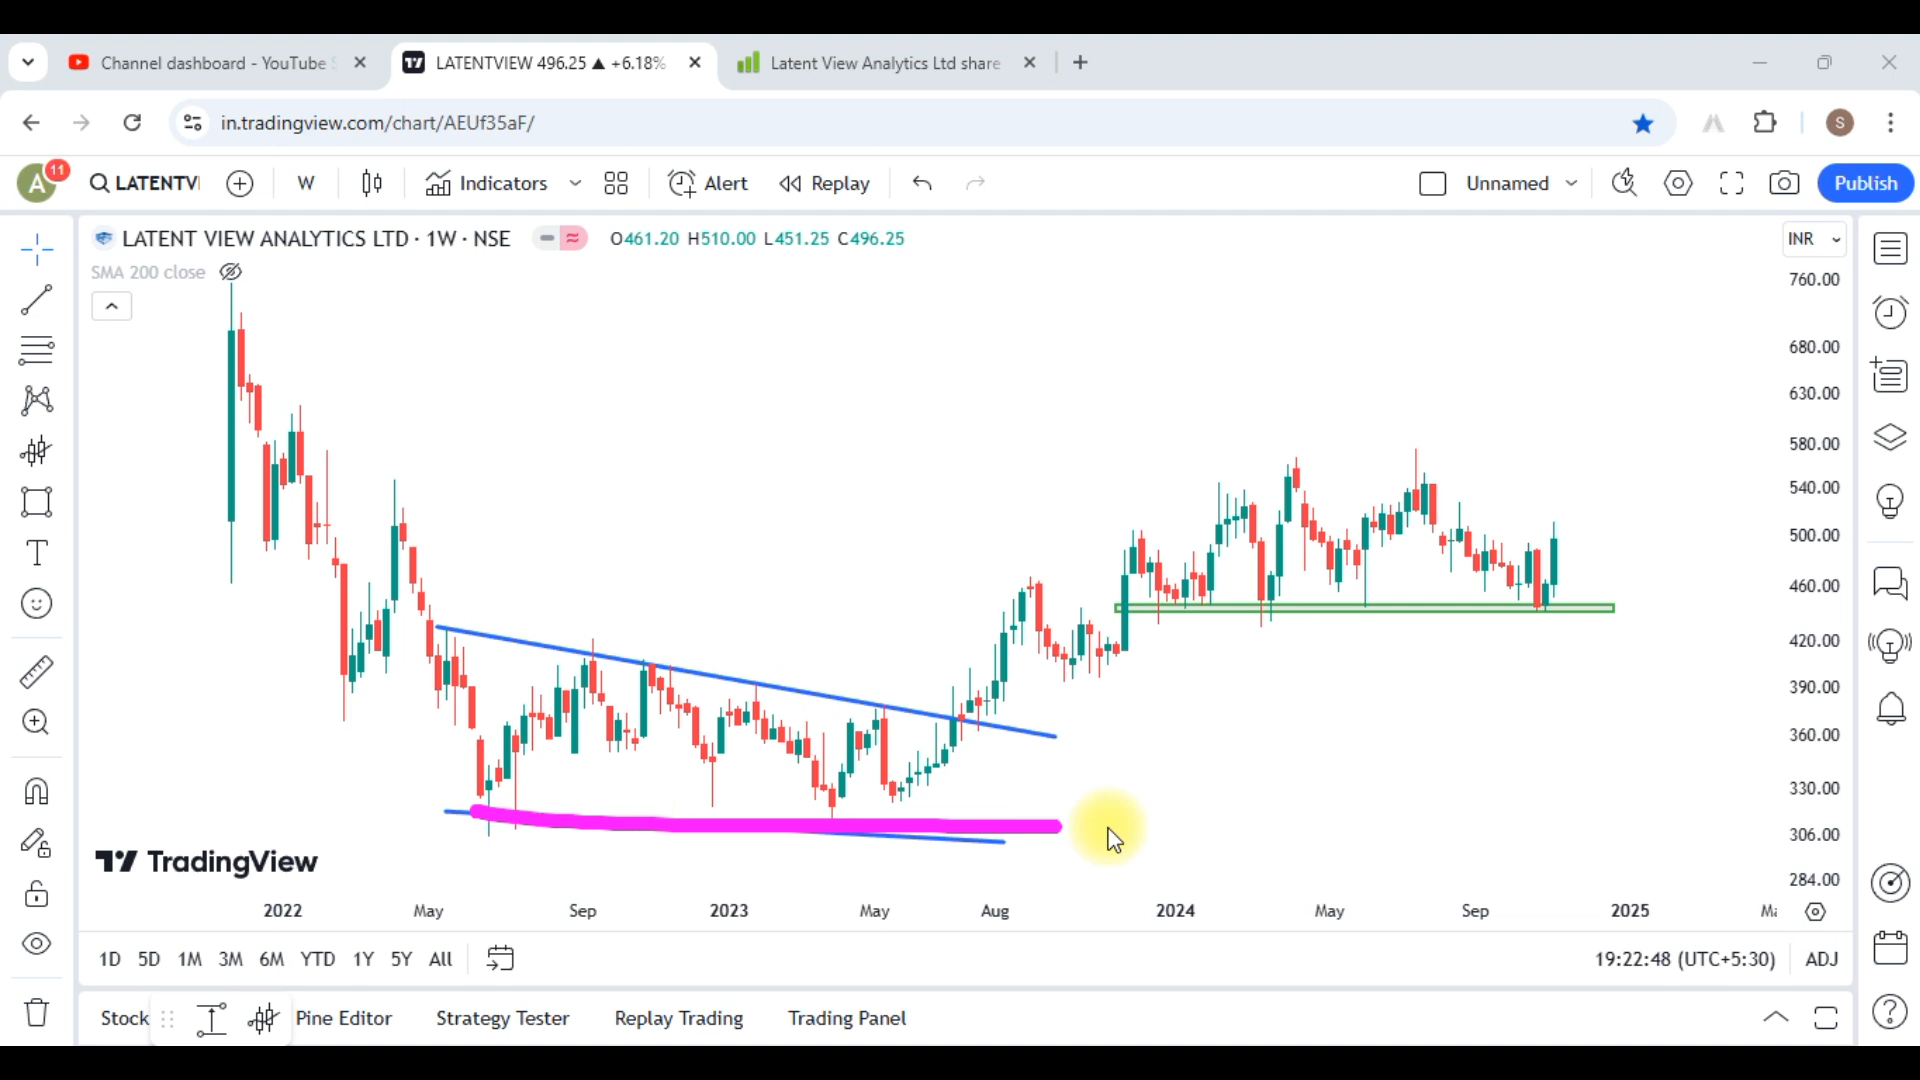 Channel dashboard - YouTube S
LATENTVIEW 496.25 ▲ +6.18%
Latent View Analytics Ltd share
in.tradingview.com/chart/AEUf35aF/
S
A
11
LATENTVI
W
Indicators
Alert
Replay
Unnamed
Publish
LATENT VIEW ANALYTICS LTD · 1W · NSE
O461.20 H510.00 L451.25 C496.25
INR
SMA 200 close
760.00
680.00
630.00
580.00
540.00
500.00
460.00
420.00
390.00
360.00
330.00
306.00
284.00
TradingView
2022
May
Sep
2023
May
Aug
2024
May
Sep
2025
Ma
1D 5D 1M 3M 6M YTD 1Y 5Y All
19:22:48 (UTC+5:30)
ADJ
Stock
Pine Editor
Strategy Tester
Replay Trading
Trading Panel